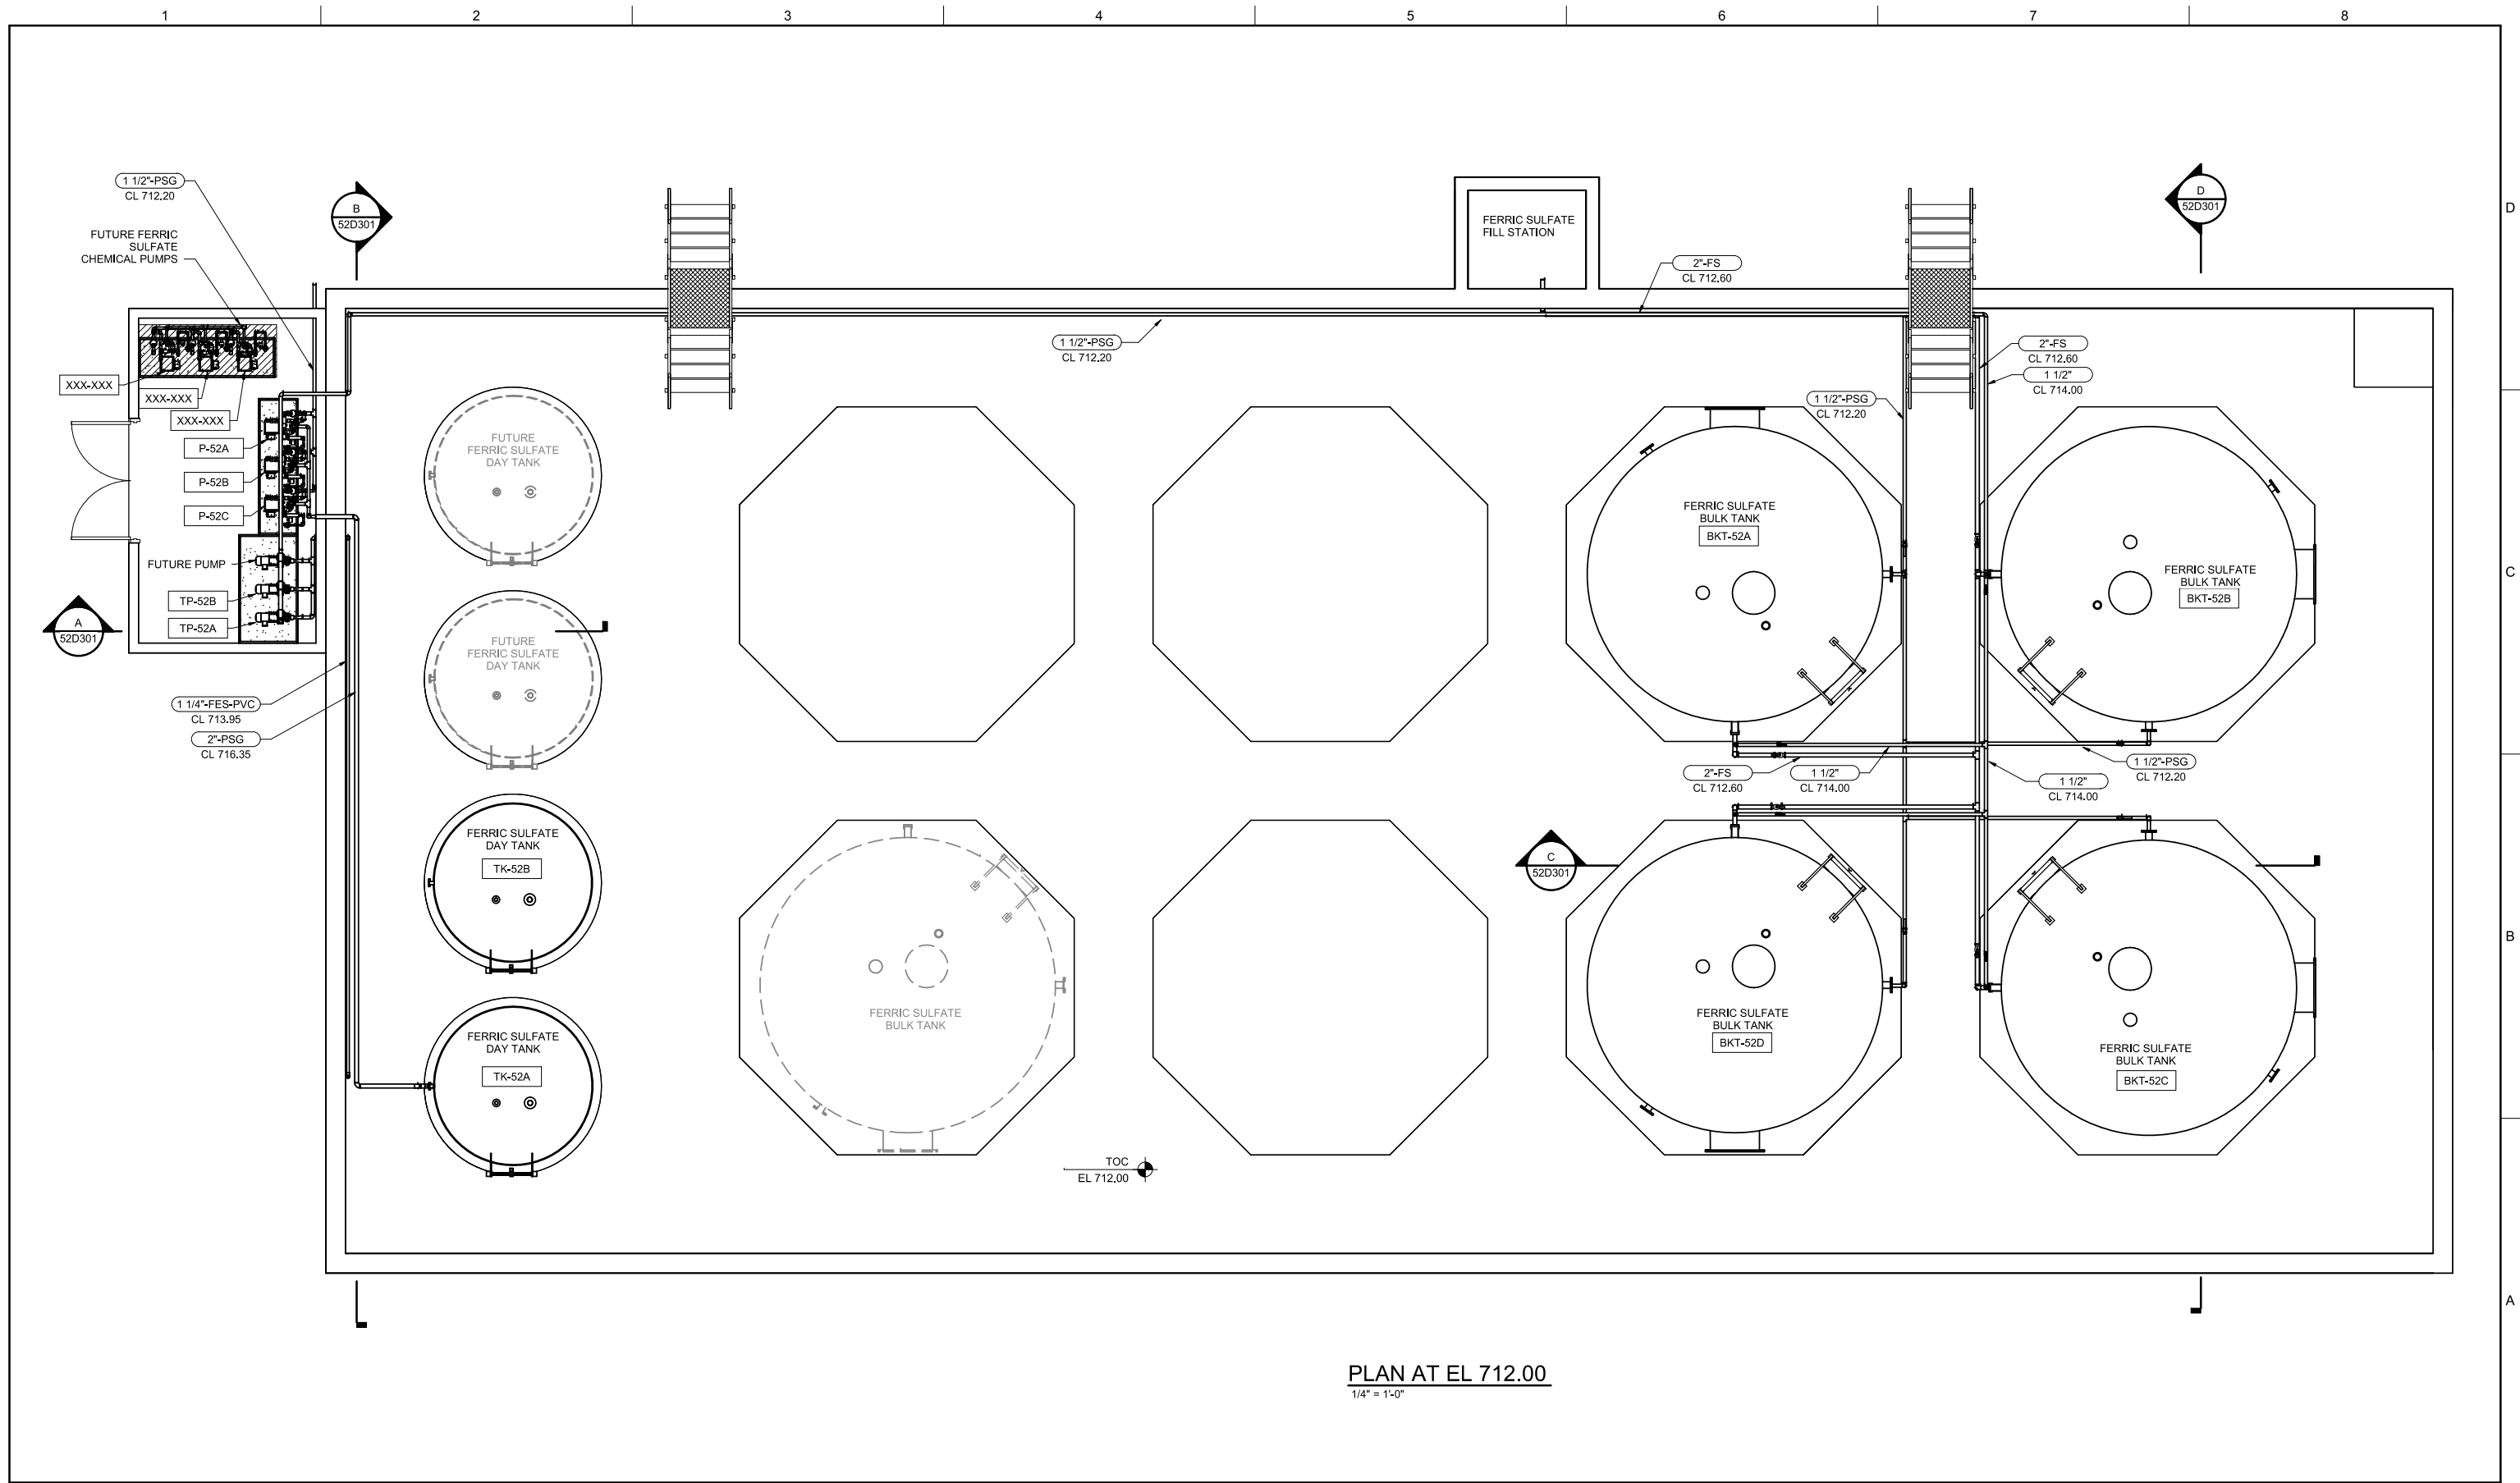 1
2
3
4
5
6
7
8
D
C
B
A
1 1/2"-PSG
CL 712.20
FUTURE FERRIC
SULFATE
CHEMICAL PUMPS
B
52D301
FERRIC SULFATE
FILL STATION
2"-FS
CL 712.60
D
52D301
1 1/2"-PSG
CL 712.20
2"-FS
CL 712.60
1 1/2"
CL 714.00
1 1/2"-PSG
CL 712.20
XXX-XXX
XXX-XXX
XXX-XXX
P-52A
P-52B
P-52C
FUTURE PUMP
TP-52B
TP-52A
A
52D301
FUTURE
FERRIC SULFATE
DAY TANK
FUTURE
FERRIC SULFATE
DAY TANK
FERRIC SULFATE
BULK TANK
BKT-52A
FERRIC SULFATE
BULK TANK
BKT-52B
1 1/4"-FES-PVC
CL 713.95
2"-PSG
CL 716.35
2"-FS
CL 712.60
1 1/2"
CL 714.00
1 1/2"
CL 714.00
1 1/2"-PSG
CL 712.20
FERRIC SULFATE
DAY TANK
TK-52B
C
52D301
FERRIC SULFATE
DAY TANK
TK-52A
FERRIC SULFATE
BULK TANK
FERRIC SULFATE
BULK TANK
BKT-52D
FERRIC SULFATE
BULK TANK
BKT-52C
TOC
EL 712.00
PLAN AT EL 712.00
1/4" = 1'-0"